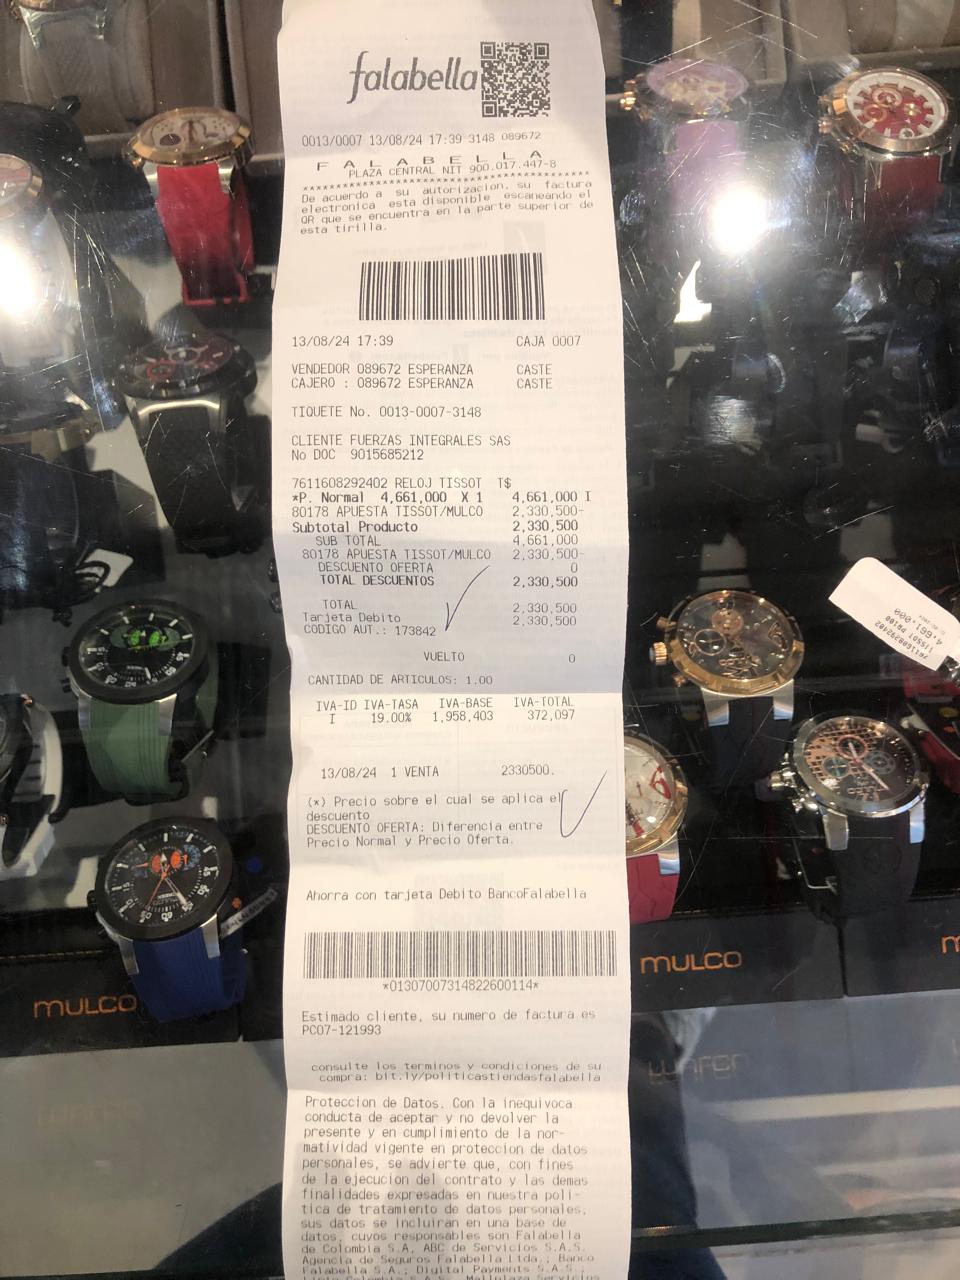 falabella
0013/0007 13/08/24 17:39 3148 089672
F A L A B E L L A
PLAZA CENTRAL NIT 900.017.447-8
De acuerdo a su autorizacion, su factura
electronica esta disponible escaneando el
QR que se encuentra en la parte superior de
esta tirilla.
13/08/24 17:39 CAJA 0007
VENDEDOR 089672 ESPERANZA CASTE
CAJERO : 089672 ESPERANZA CASTE
TIQUETE No. 0013-0007-3148
CLIENTE FUERZAS INTEGRALES SAS
No DOC 9015685212
7611608292402 RELOJ TISSOT T$
*P. Normal 4,661,000 X 1 4,661,000 I
80178 APUESTA TISSOT/MULCO 2,330,500-
Subtotal Producto 2,330,500
SUB TOTAL 4,661,000
80178 APUESTA TISSOT/MULCO 2,330,500-
DESCUENTO OFERTA 0
TOTAL DESCUENTOS 2,330,500
TOTAL 2,330,500
Tarjeta Debito 2,330,500
CODIGO AUT.: 173842
VUELTO 0
CANTIDAD DE ARTICULOS: 1.00
IVA-ID IVA-TASA IVA-BASE IVA-TOTAL
I 19.00% 1,958,403 372,097
13/08/24 1 VENTA 2330500.
(*) Precio sobre el cual se aplica el
descuento
DESCUENTO OFERTA: Diferencia entre
Precio Normal y Precio Oferta.
Ahorra con tarjeta Debito BancoFalabella
*01307007314822600114*
Estimado cliente, su numero de factura es
PC07-121993
consulte los terminos y condiciones de su
compra: bit.ly/politicastiendasfalabella
Proteccion de Datos. Con la inequivoca
conducta de aceptar y no devolver la
presente y en cumplimiento de la nor-
matividad vigente en proteccion de datos
personales, se advierte que, con fines
de la ejecucion del contrato y las demas
finalidades expresadas en nuestra poli-
tica de tratamiento de datos personales,
sus datos se incluiran en una base de
datos, cuyos responsables son Falabella
de Colombia S.A, ABC de Servicios S.A.S.
Agencia de Seguros Falabella Ltda.; Banco
Falabella S.A.; Digital Payments S.A.S.;
MULCO
MULCO
7611608292402
4,661,000